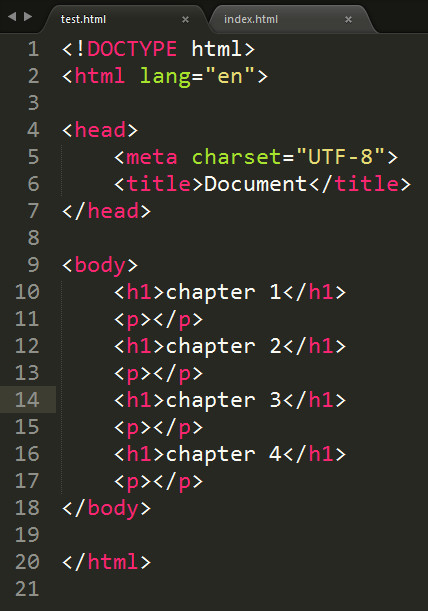 test.html × index.html ×
1 <!DOCTYPE html>
2 <html lang="en">
3
4 <head>
5     <meta charset="UTF-8">
6     <title>Document</title>
7 </head>
8
9 <body>
10     <h1>chapter 1</h1>
11     <p></p>
12     <h1>chapter 2</h1>
13     <p></p>
14     <h1>chapter 3</h1>
15     <p></p>
16     <h1>chapter 4</h1>
17     <p></p>
18 </body>
19
20 </html>
21